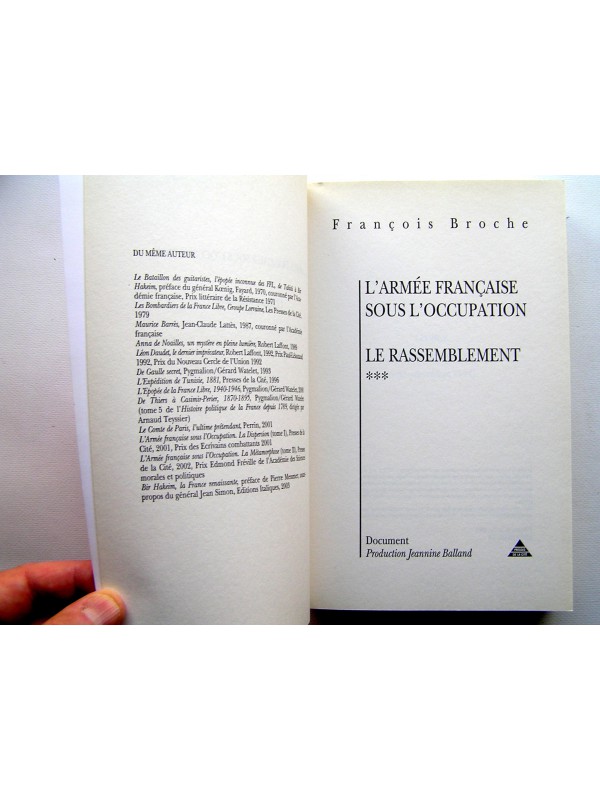 DU MÊME AUTEUR
Le Bataillon des guitaristes, l'épopée inconnue des FFL, de Tahiti à Bir
Hakeim, préface du général Kœnig, Fayard, 1970, couronné par l'Aca-
démie française, Prix littéraire de la Résistance 1971
Les Bombardiers de la France Libre, Groupe Lorraine, Les Presses de la Cité,
1979
Maurice Barrès, Jean-Claude Lattès, 1987, couronné par l'Académie
française
Anna de Noailles, un mystère en pleine lumière, Robert Laffont, 1989
Léon Daudet, le dernier imprécateur, Robert Laffont, 1992, Prix
1992, Prix du Nouveau Cercle de l'Union 1992
De Gaulle secret, Pygmalion/Gérard Watelet, 1993
L'Expédition de Tunisie, 1881, Presses de la Cité, 1996
L'Épopée de la France Libre, 1940-1946, Pygmalion/Gérard Watelet, 2000
De Thiers à Casimir-Perier, 1870-1895, Pygmalion/Gérard Watelet
(tome 5 de l'Histoire politique de la France depuis 1789, dirigée par
Arnaud Teyssier)
Le Comte de Paris, l'ultime prétendant, Perrin, 2001
L'Armée française sous l'Occupation. La Dispersion (tome I), Presses de la
Cité, 2001, Prix des Ecrivains combattants 2001
L'Armée française sous l'Occupation. La Métamorphose (tome II), Presses
de la Cité, 2002, Prix Edmond Fréville de l'Académie des Sciences
morales et politiques
Bir Hakeim, la France renaissante, préface de Pierre Messmer, avant-
propos du général Jean Simon, Editions Italiques, 2003
François Broche
L'ARMÉE FRANÇAISE
SOUS L'OCCUPATION
LE RASSEMBLEMENT
***
Document
Production Jeannine Balland